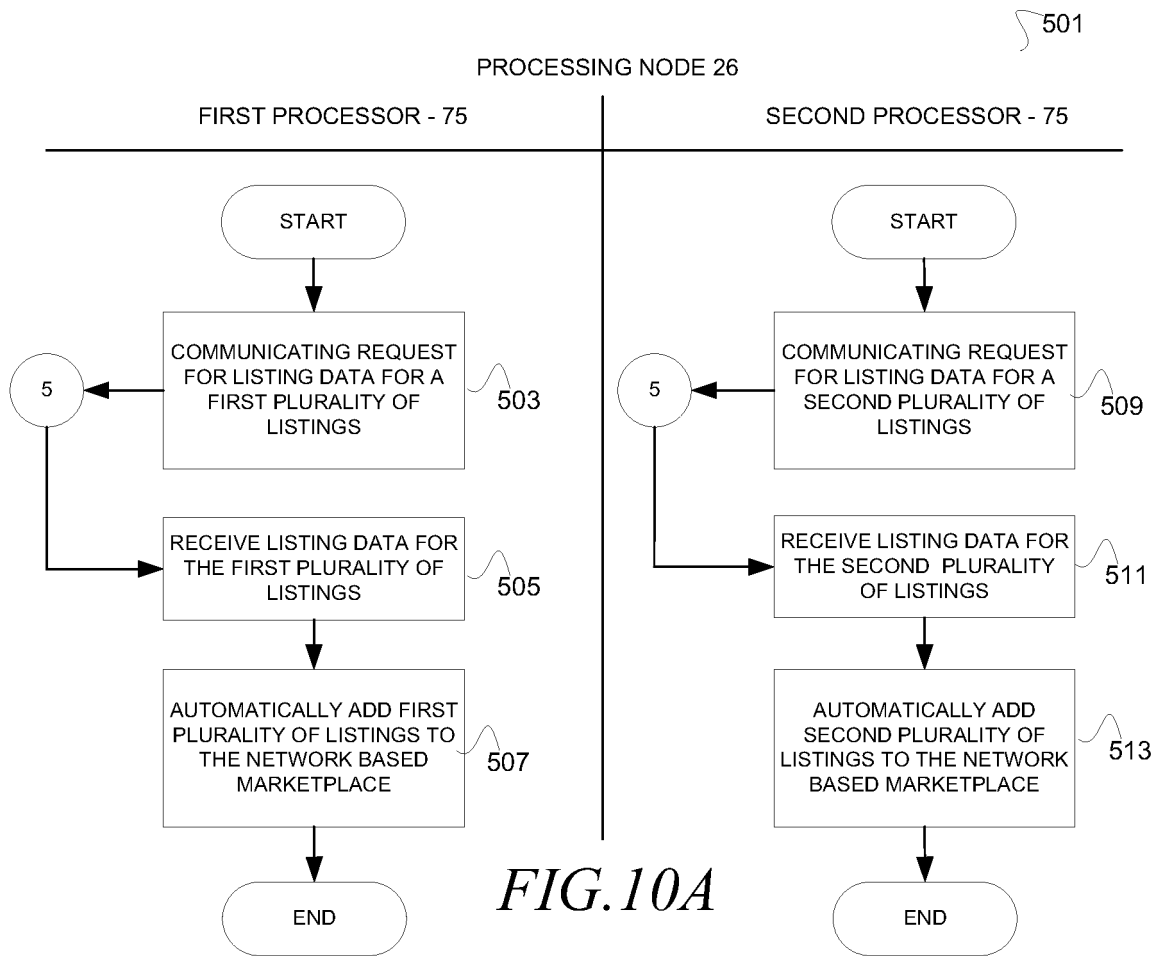 501
PROCESSING NODE 26
FIRST PROCESSOR - 75
SECOND PROCESSOR - 75
START
COMMUNICATING REQUEST
FOR LISTING DATA FOR A
FIRST PLURALITY OF
LISTINGS
503
5
RECEIVE LISTING DATA FOR
THE FIRST PLURALITY OF
LISTINGS
505
AUTOMATICALLY ADD FIRST
PLURALITY OF LISTINGS TO
THE NETWORK BASED
MARKETPLACE
507
END
START
COMMUNICATING REQUEST
FOR LISTING DATA FOR A
SECOND PLURALITY OF
LISTINGS
509
5
RECEIVE LISTING DATA FOR
THE SECOND PLURALITY
OF LISTINGS
511
AUTOMATICALLY ADD
SECOND PLURALITY OF
LISTINGS TO THE NETWORK
BASED MARKETPLACE
513
END
FIG.10A